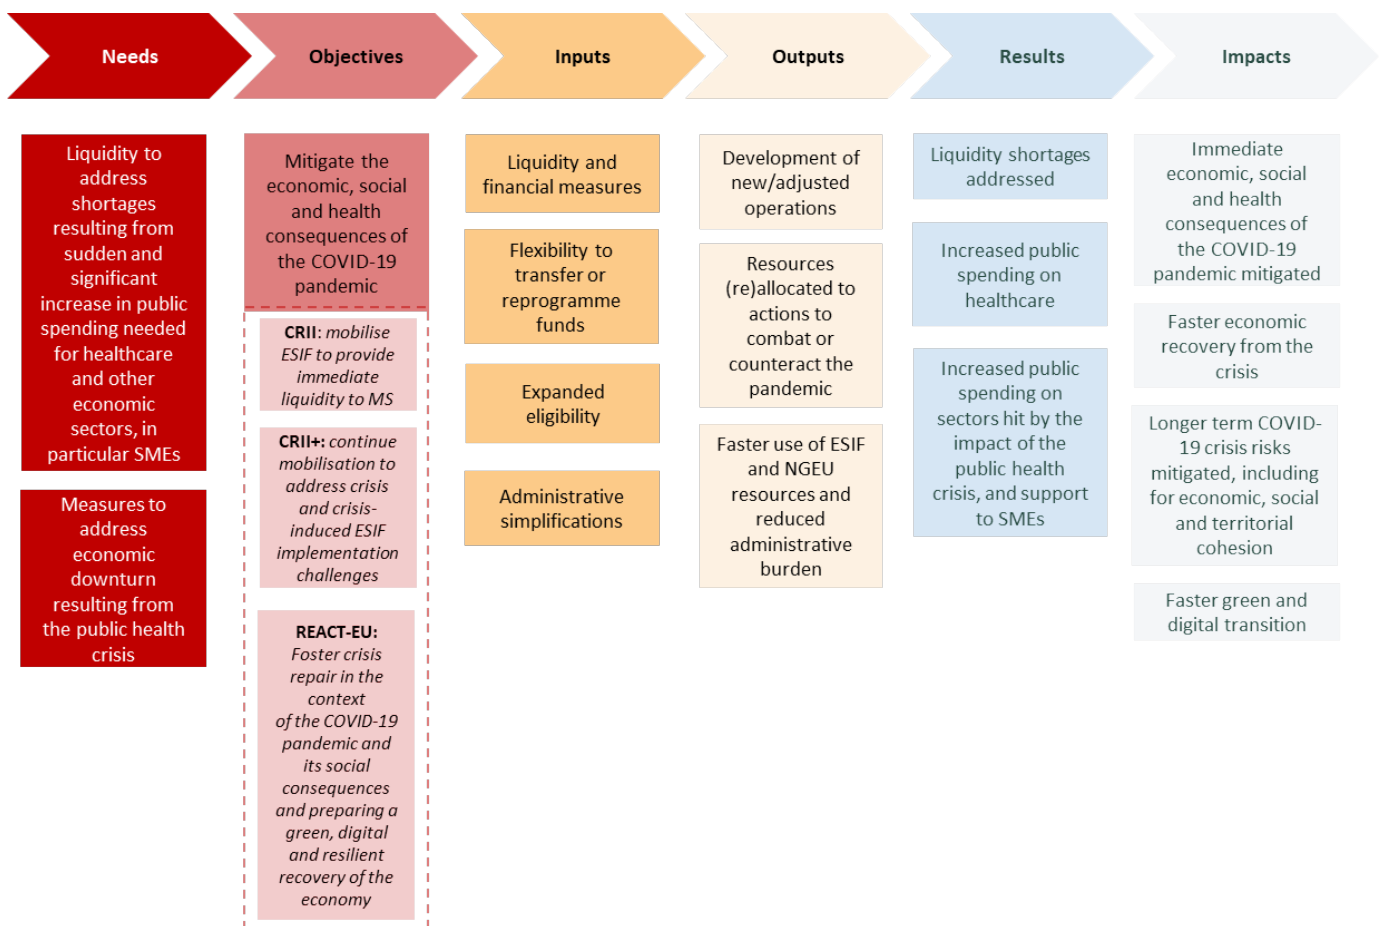 Needs
Objectives
Inputs
Outputs
Results
Impacts
Liquidity to
address
shortages
resulting from
sudden and
significant
increase in public
spending needed
for healthcare
and other
economic
sectors, in
particular SMEs
Measures to
address
economic
downturn
resulting from
the public health
crisis
Mitigate the
economic, social
and health
consequences of
the COVID-19
pandemic
CRII: mobilise
ESIF to provide
immediate
liquidity to MS
CRII+: continue
mobilisation to
address crisis
and crisis-
induced ESIF
implementation
challenges
REACT-EU:
Foster crisis
repair in the
context
of the COVID-19
pandemic and
its social
consequences
and preparing a
green, digital
and resilient
recovery of the
economy
Liquidity and
financial measures
Flexibility to
transfer or
reprogramme
funds
Expanded
eligibility
Administrative
simplifications
Development of
new/adjusted
operations
Resources
(re)allocated to
actions to
combat or
counteract the
pandemic
Faster use of ESIF
and NGEU
resources and
reduced
administrative
burden
Liquidity shortages
addressed
Increased public
spending on
healthcare
Increased public
spending on
sectors hit by the
impact of the
public health
crisis, and support
to SMEs
Immediate
economic, social
and health
consequences of
the COVID-19
pandemic mitigated
Faster economic
recovery from the
crisis
Longer term COVID-
19 crisis risks
mitigated, including
for economic, social
and territorial
cohesion
Faster green and
digital transition